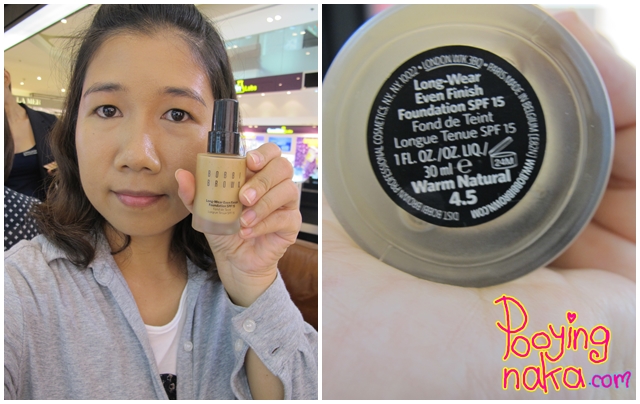 BOBBI BROWN
Long-Wear
Even Finish
Foundation SPF 15
Fond de Teint
Longue Tenue SPF 15
1 FL. OZ./OZ. LIQ./
30 ml e
24M
Warm Natural
4.5
Pooying
naka.com